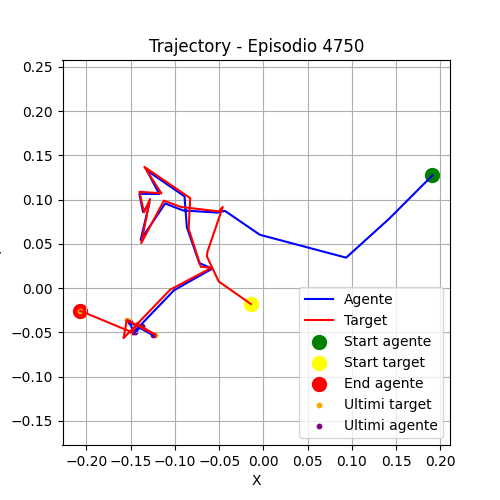 Trajectory - Episodio 4750
0.25
0.20
0.15
0.10
0.05
0.00
−0.05
−0.10
−0.15
−0.20 −0.15 −0.10 −0.05 0.00 0.05 0.10 0.15 0.20
X
Agente
Target
Start agente
Start target
End agente
Ultimi target
Ultimi agente